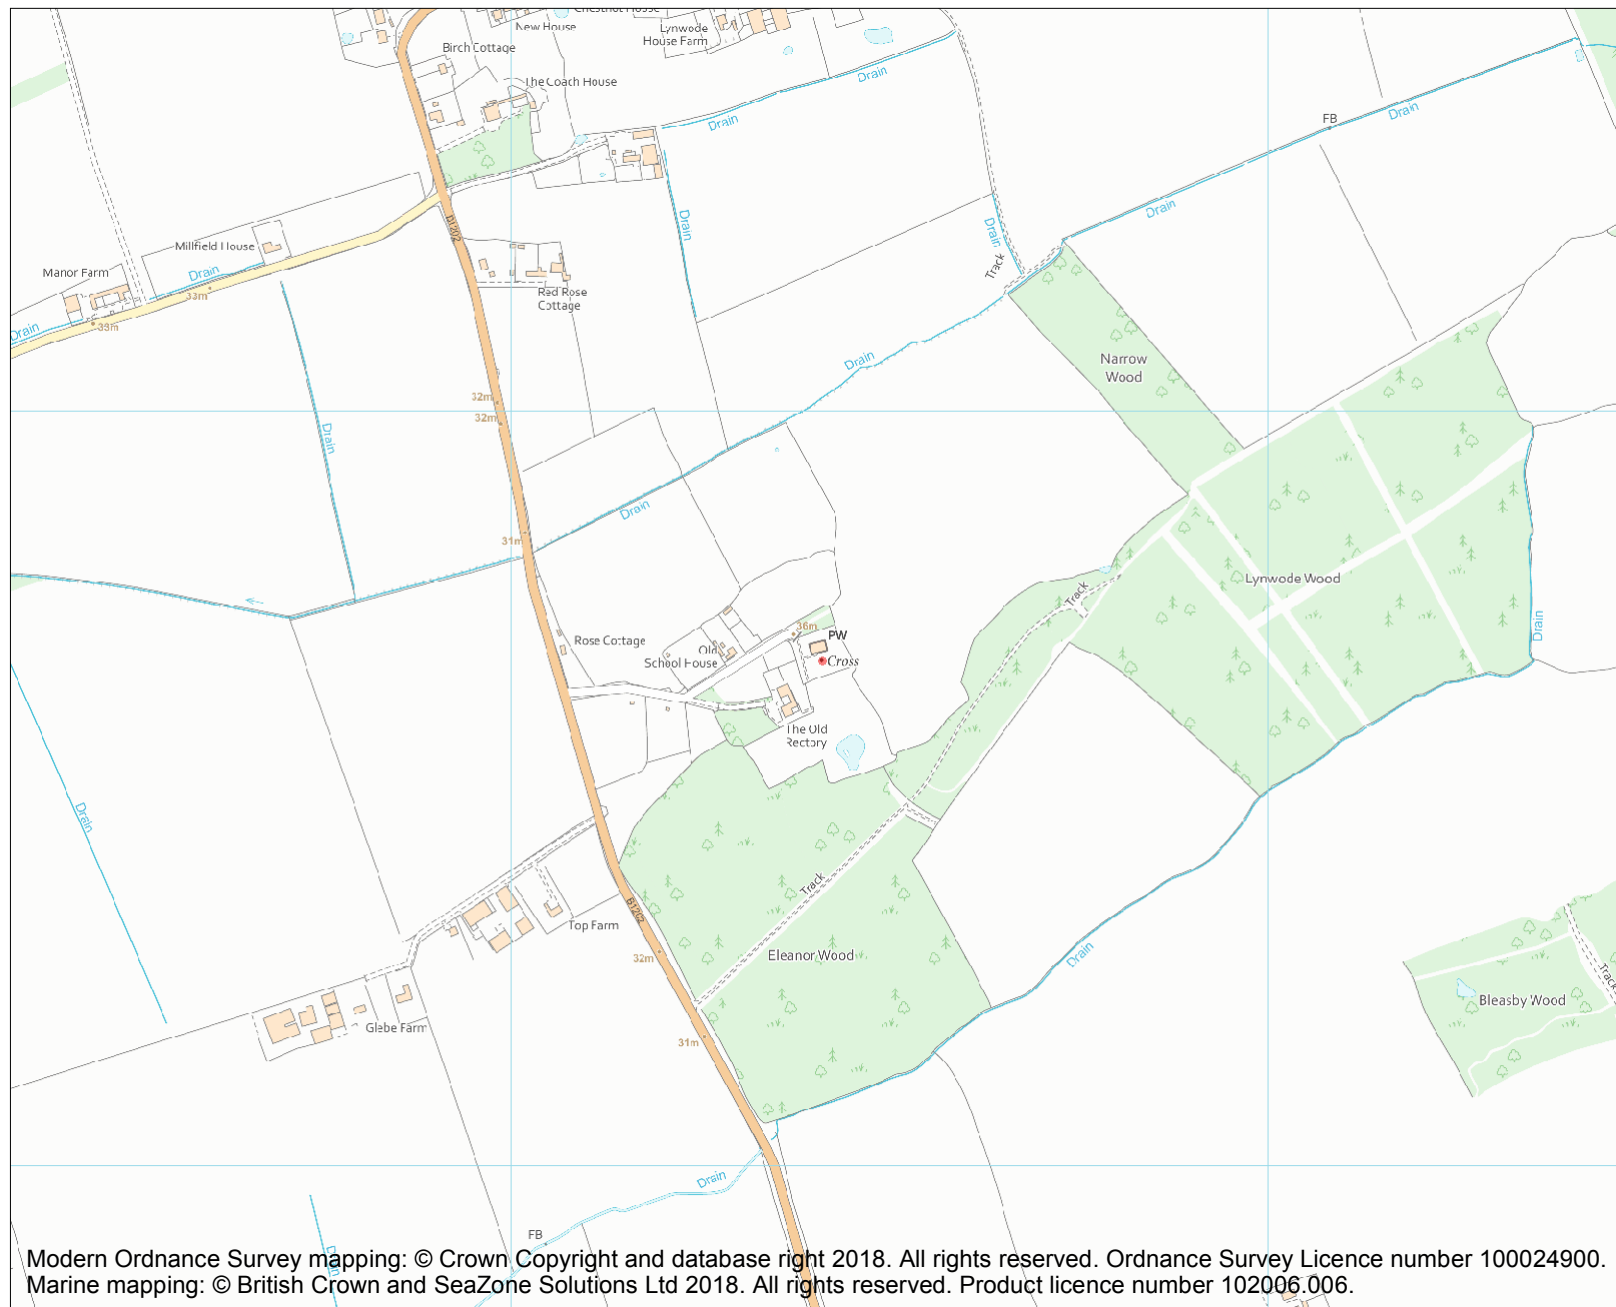 Chestnut House
New House
Lynwode
House Farm
Birch Cottage
The Coach House
Drain
Drain
FB
Drain
Drain
Drain
Drain
B1202
Millfield House
Manor Farm
Drain
33m
Drain
33m
Red Rose
Cottage
Track
Drain
Narrow
Wood
32m
32m
Drain
Drain
31m
Lynwode Wood
Track
Drain
Rose Cottage
36m
PW
Old
School House
Cross
The Old
Rectory
Drain
Track
B1202
Top Farm
32m
Eleanor Wood
Drain
Track
Bleasby Wood
Glebe Farm
31m
Drain
FB
Drain
Modern Ordnance Survey mapping: © Crown Copyright and database right 2018. All rights reserved. Ordnance Survey Licence number 100024900.
Marine mapping: © British Crown and SeaZone Solutions Ltd 2018. All rights reserved. Product licence number 102006.006.